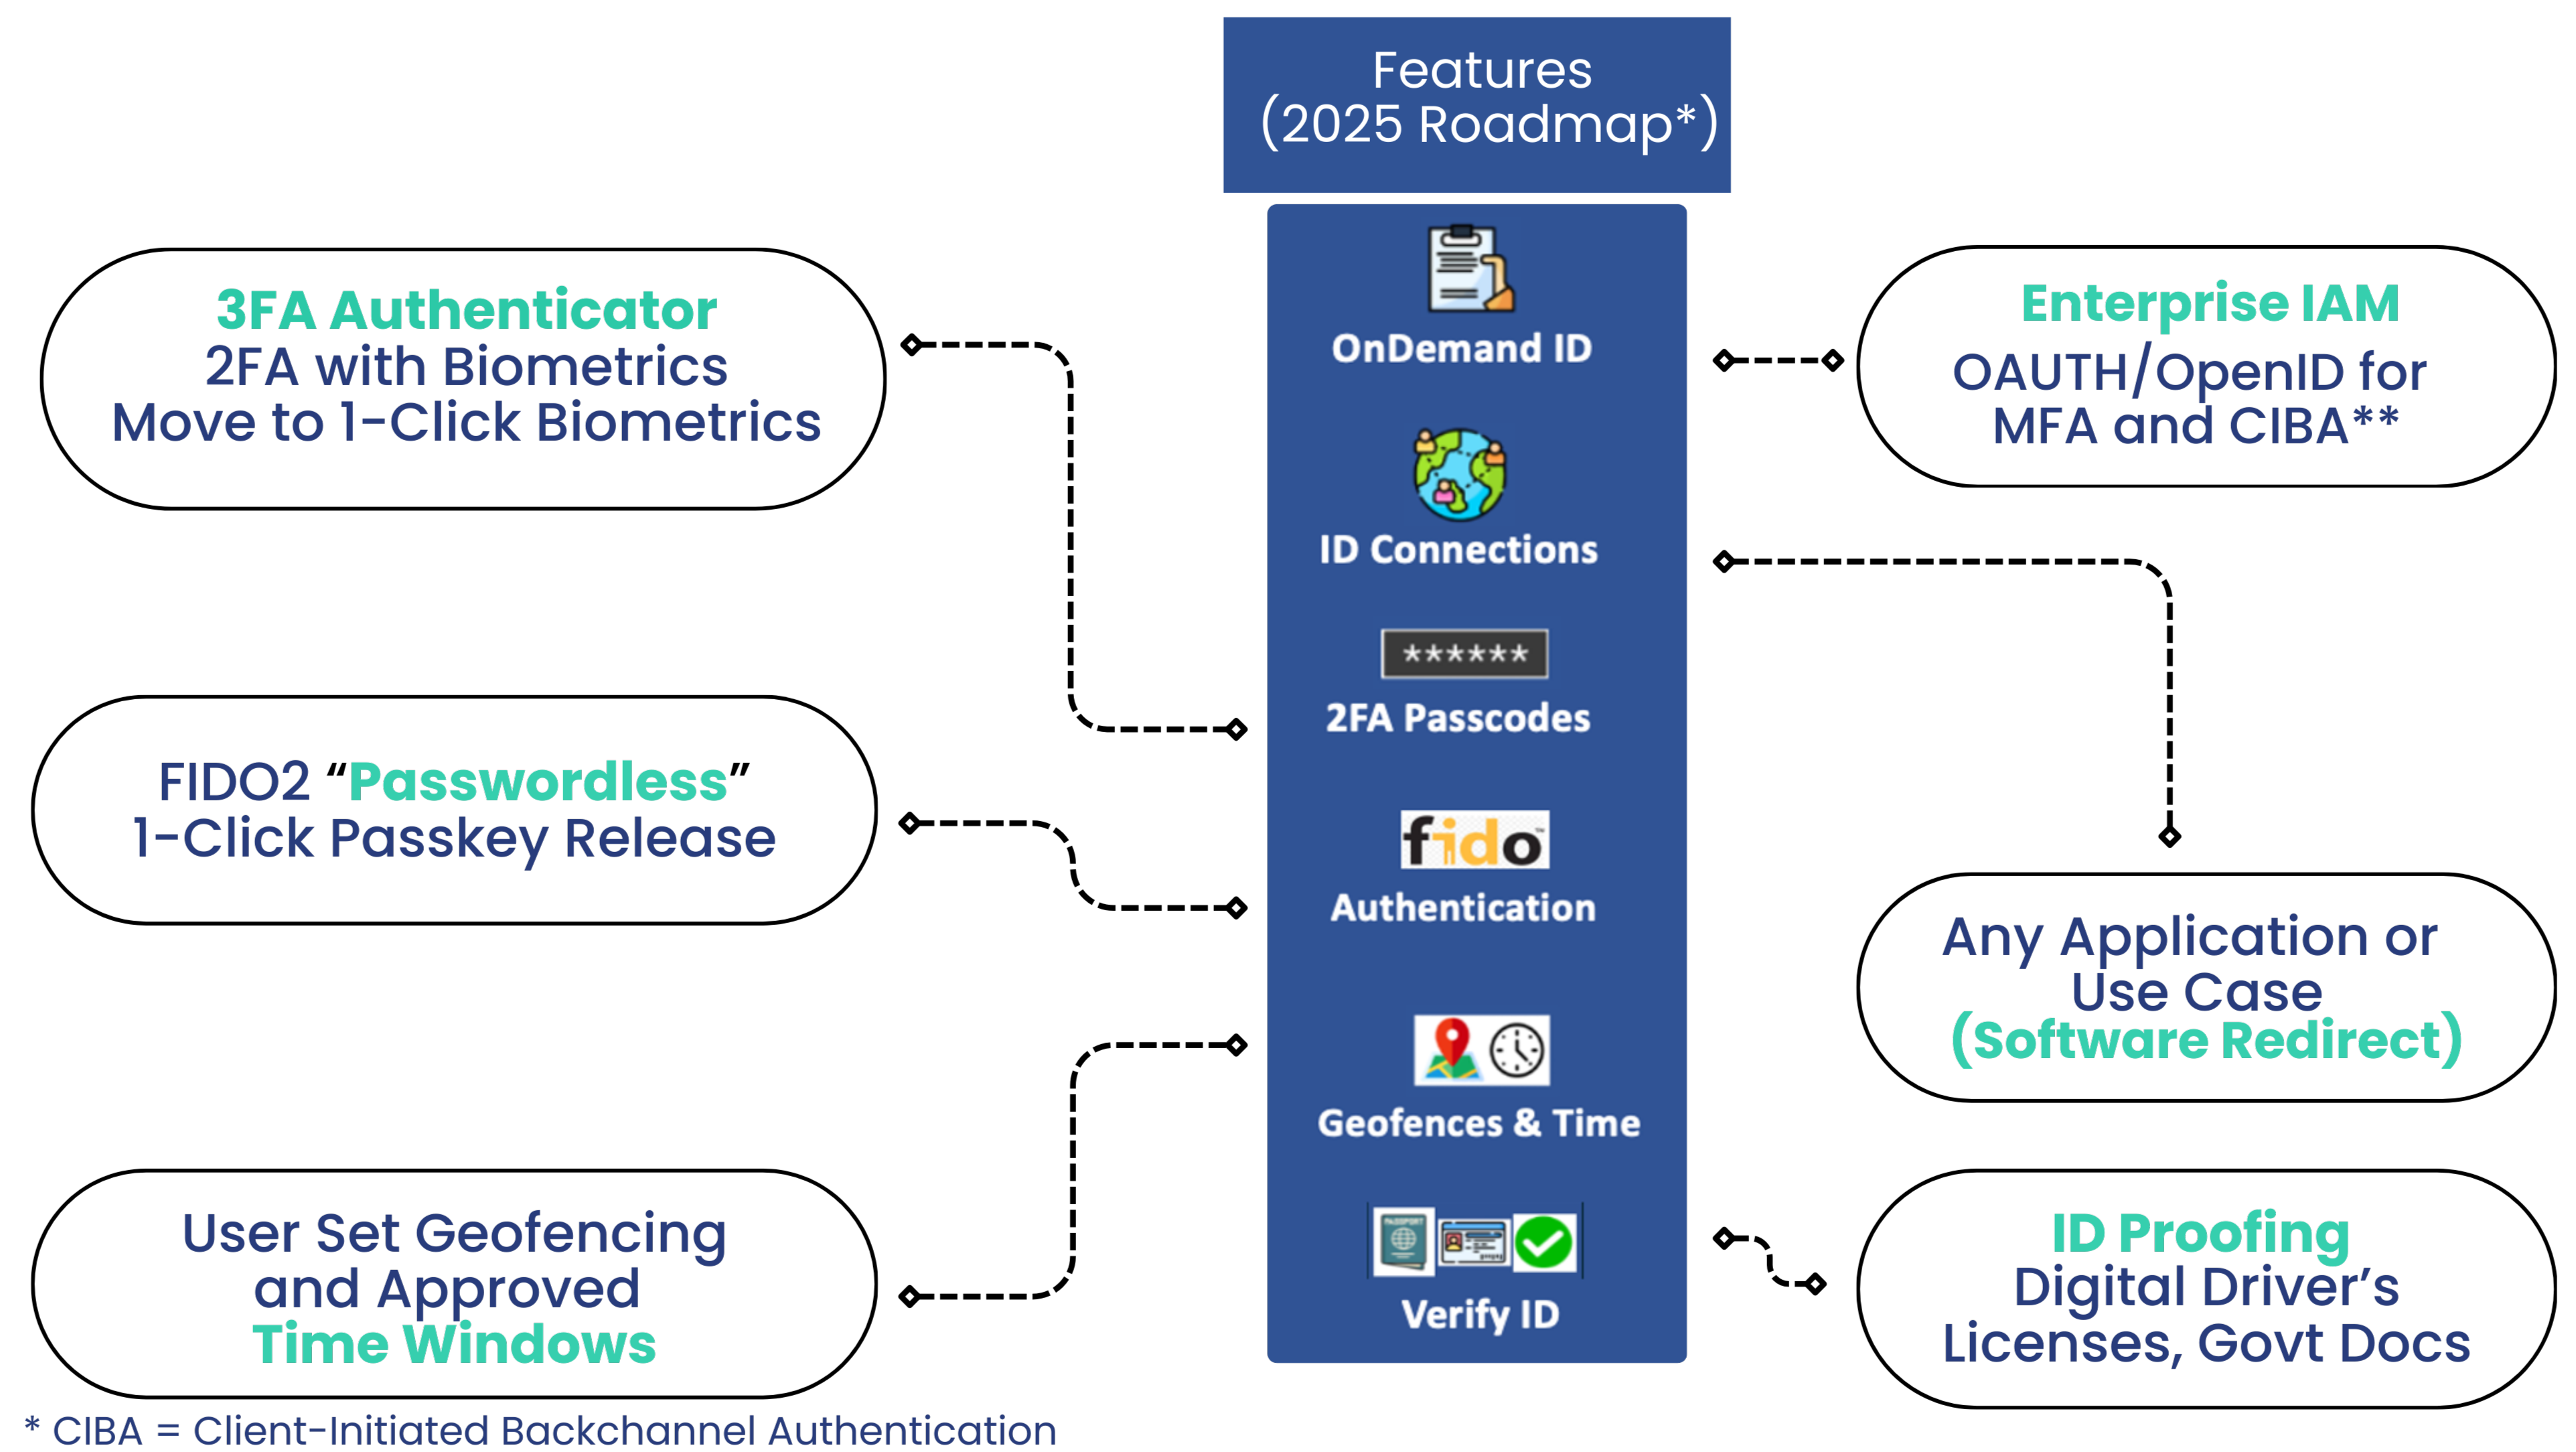 Features
(2025 Roadmap*)
3FA Authenticator
2FA with Biometrics
Move to 1-Click Biometrics
FIDO2 “Passwordless”
1-Click Passkey Release
User Set Geofencing
and Approved
Time Windows
OnDemand ID
ID Connections
******
2FA Passcodes
fido™
Authentication
Geofences & Time
PASSPORT
Verify ID
Enterprise IAM
OAUTH/OpenID for
MFA and CIBA**
Any Application or
Use Case
(Software Redirect)
ID Proofing
Digital Driver’s
Licenses, Govt Docs
* CIBA = Client-Initiated Backchannel Authentication